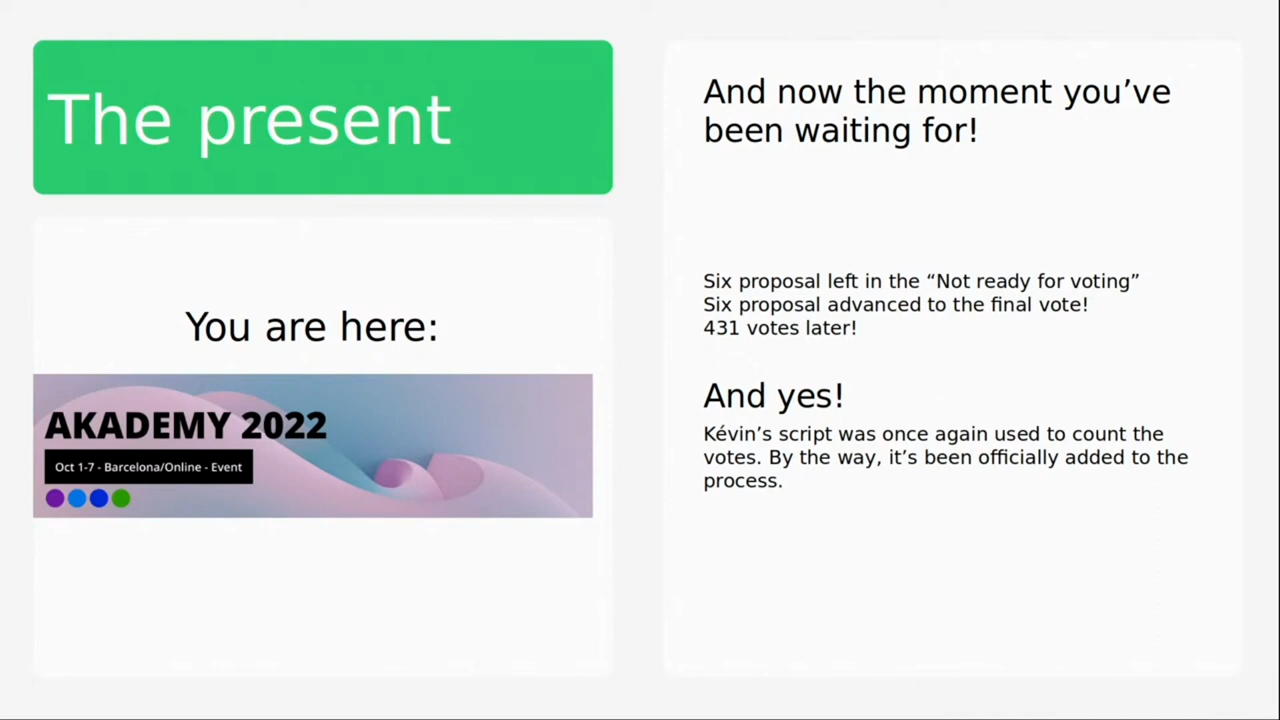 The present
You are here:
AKADEMY 2022
Oct 1-7 - Barcelona/Online - Event
And now the moment you’ve
been waiting for!
Six proposal left in the “Not ready for voting”
Six proposal advanced to the final vote!
431 votes later!
And yes!
Kévin’s script was once again used to count the
votes. By the way, it’s been officially added to the
process.